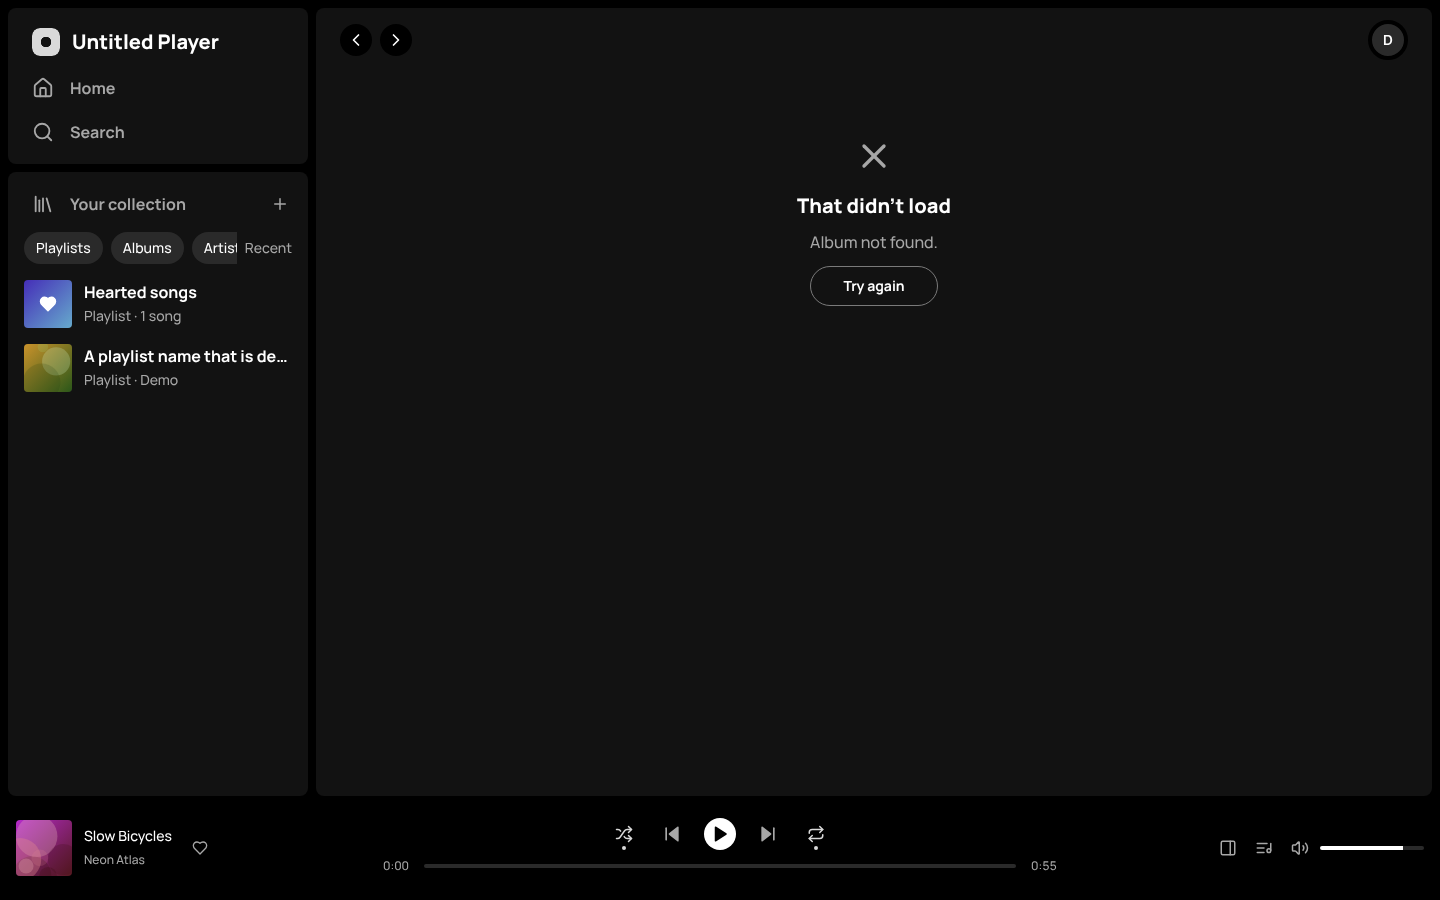 Untitled Player
Home
Search
Your collection
Playlists
Albums
Artist
Recent
Hearted songs
Playlist · 1 song
A playlist name that is de…
Playlist · Demo
D
That didn't load
Album not found.
Try again
Slow Bicycles
Neon Atlas
0:00
0:55